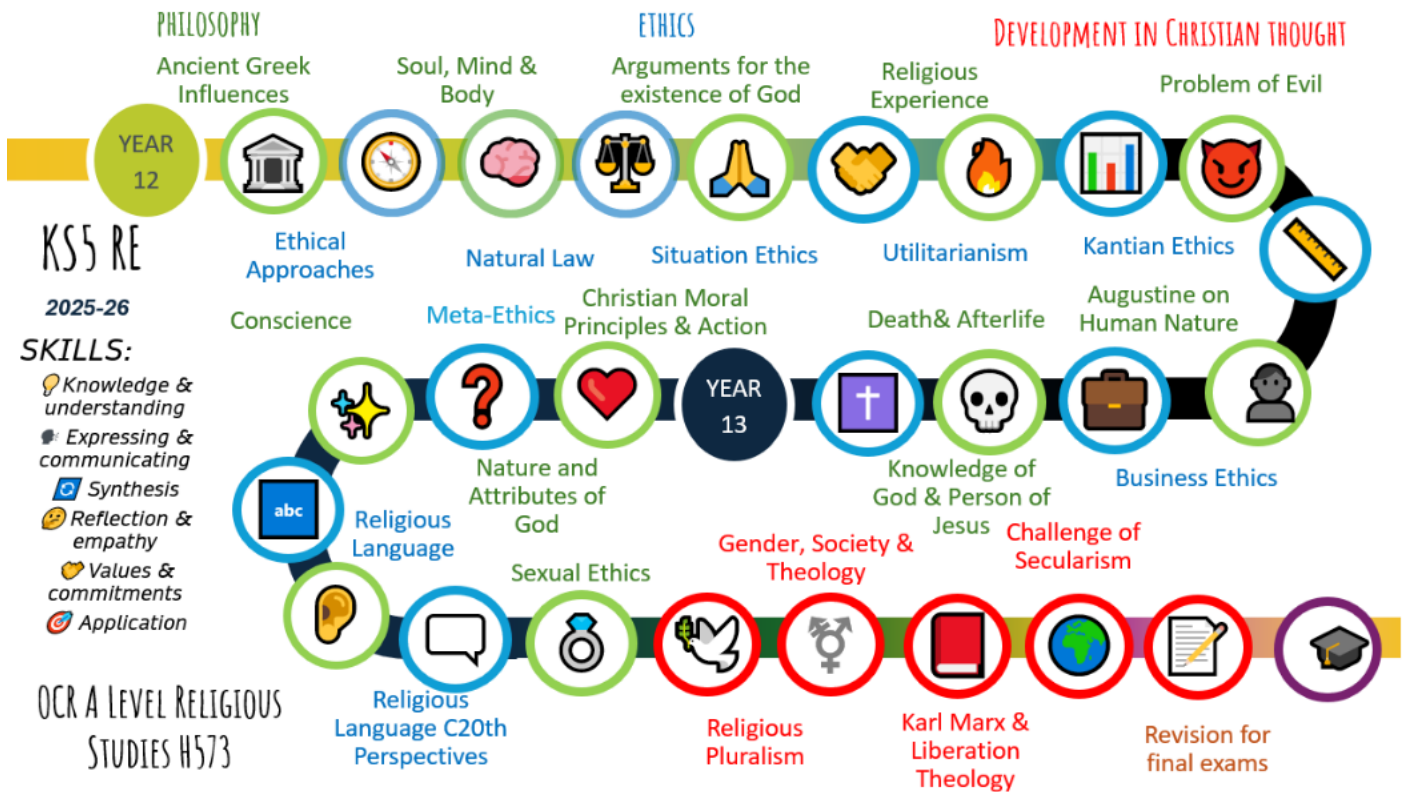 PHILOSOPHY
ETHICS
DEVELOPMENT IN CHRISTIAN THOUGHT
Ancient Greek
Influences
Soul, Mind &
Body
Arguments for the
existence of God
Religious
Experience
Problem of Evil
YEAR
12
Ethical
Approaches
Natural Law
Situation Ethics
Utilitarianism
Kantian Ethics
KS5 RE
2025-26
SKILLS:
Knowledge &
understanding
Expressing &
communicating
Synthesis
Reflection &
empathy
Values &
commitments
Application
Conscience
Meta-Ethics
Christian Moral
Principles & Action
Death& Afterlife
Augustine on
Human Nature
YEAR
13
Nature and
Attributes of
God
Knowledge of
God & Person of
Jesus
Business Ethics
abc
Religious
Language
Sexual Ethics
Gender, Society &
Theology
Challenge of
Secularism
Religious
Language C20th
Perspectives
Religious
Pluralism
Karl Marx &
Liberation
Theology
Revision for
final exams
OCR A LEVEL RELIGIOUS
STUDIES H573